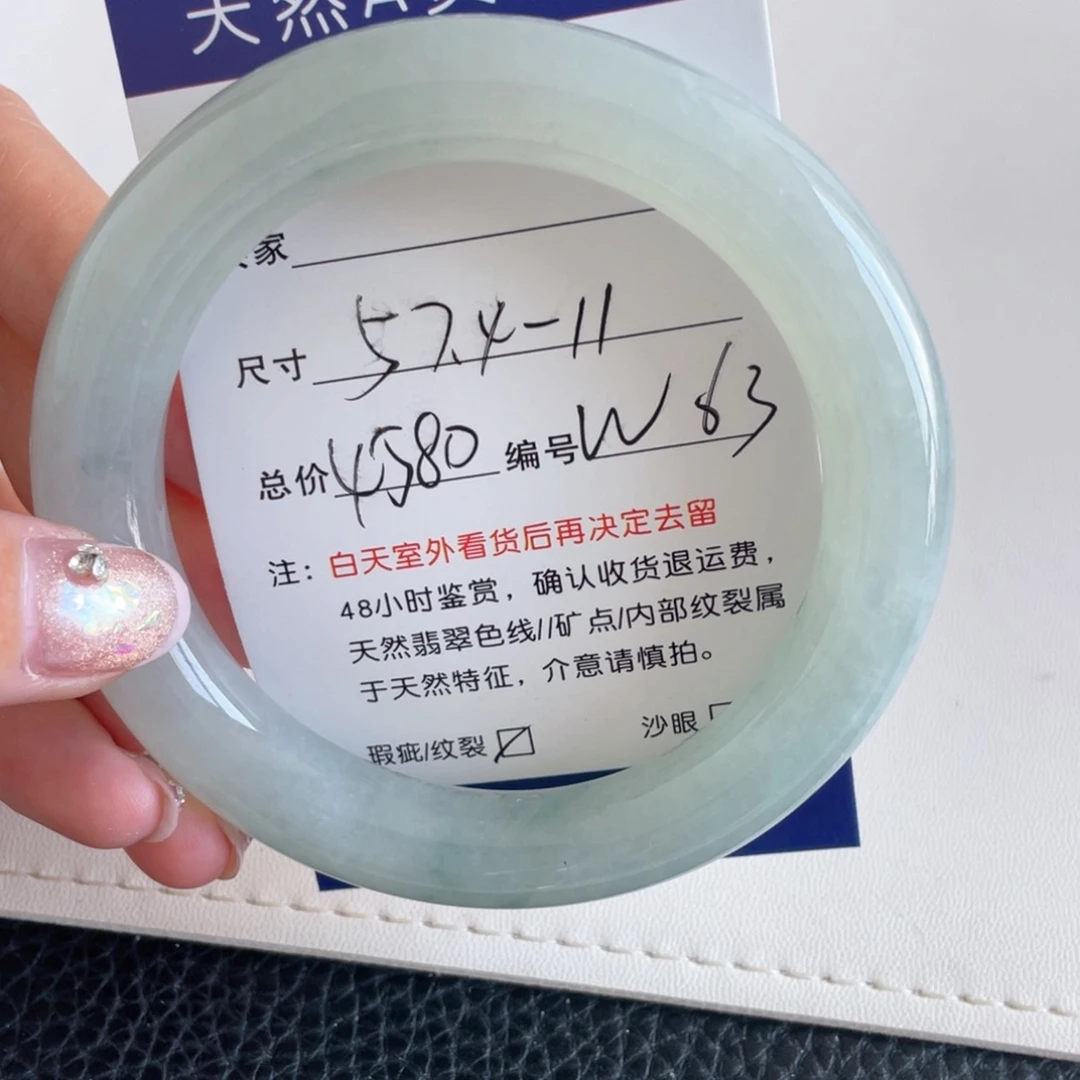 天然A货
家
尺寸 57.4-11
总价 4580 编号 W 63
注：白天室外看货后再决定去留
48小时鉴赏，确认收货退运费，
天然翡翠色线//矿点/内部纹裂属
于天然特征，介意请慎拍。
瑕疵/纹裂 沙眼